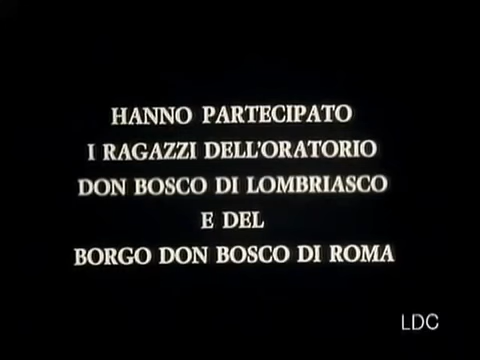 HANNO PARTECIPATO
I RAGAZZI DELL'ORATORIO
DON BOSCO DI LOMBRIASCO
E DEL
BORGO DON BOSCO DI ROMA
LDC